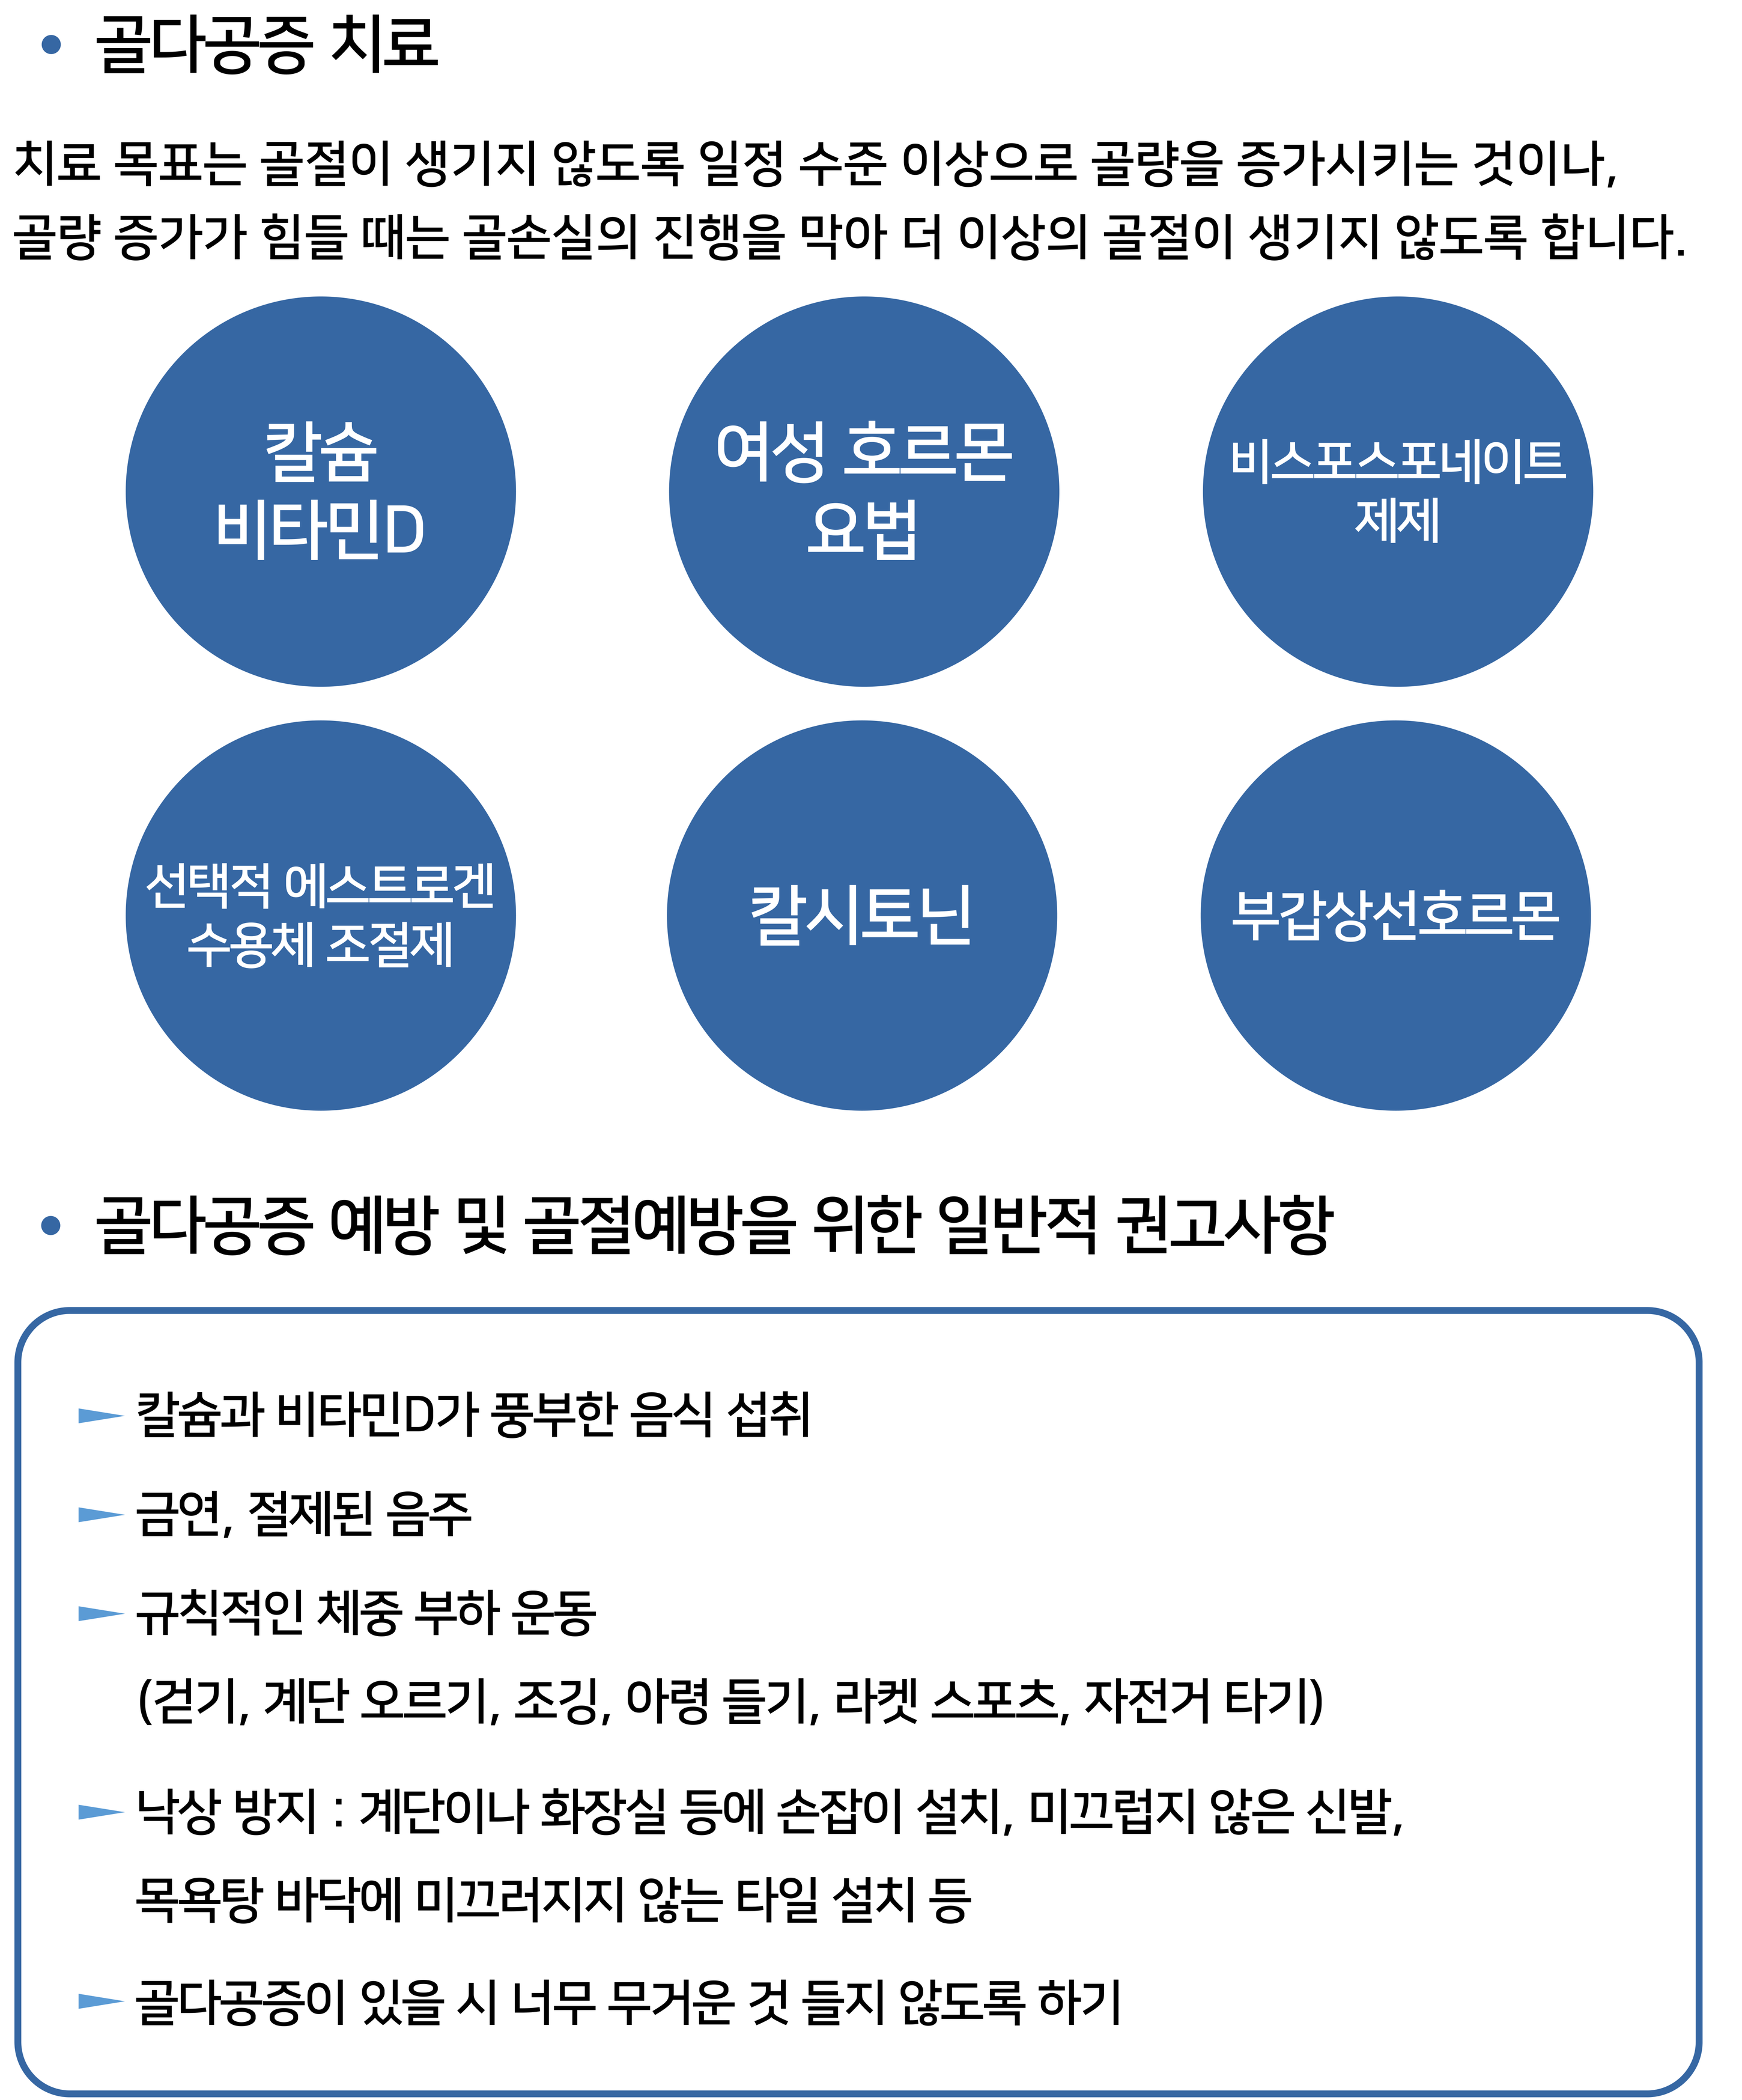 골다공증 치료
치료 목표는 골절이 생기지 않도록 일정 수준 이상으로 골량을 증가시키는 것이나,
골량 증가가 힘들 때는 골손실의 진행을 막아 더 이상의 골절이 생기지 않도록 합니다.
칼슘
비타민D
여성 호르몬
요법
비스포스포네이트
제제
선택적 에스트로겐
수용체 조절제
칼시토닌
부갑상선호르몬
골다공증 예방 및 골절예방을 위한 일반적 권고사항
칼슘과 비타민D가 풍부한 음식 섭취
금연, 절제된 음주
규칙적인 체중 부하 운동
(걷기, 계단 오르기, 조깅, 아령 들기, 라켓 스포츠, 자전거 타기)
낙상 방지 : 계단이나 화장실 등에 손잡이 설치, 미끄럽지 않은 신발,
목욕탕 바닥에 미끄러지지 않는 타일 설치 등
골다공증이 있을 시 너무 무거운 것 들지 않도록 하기